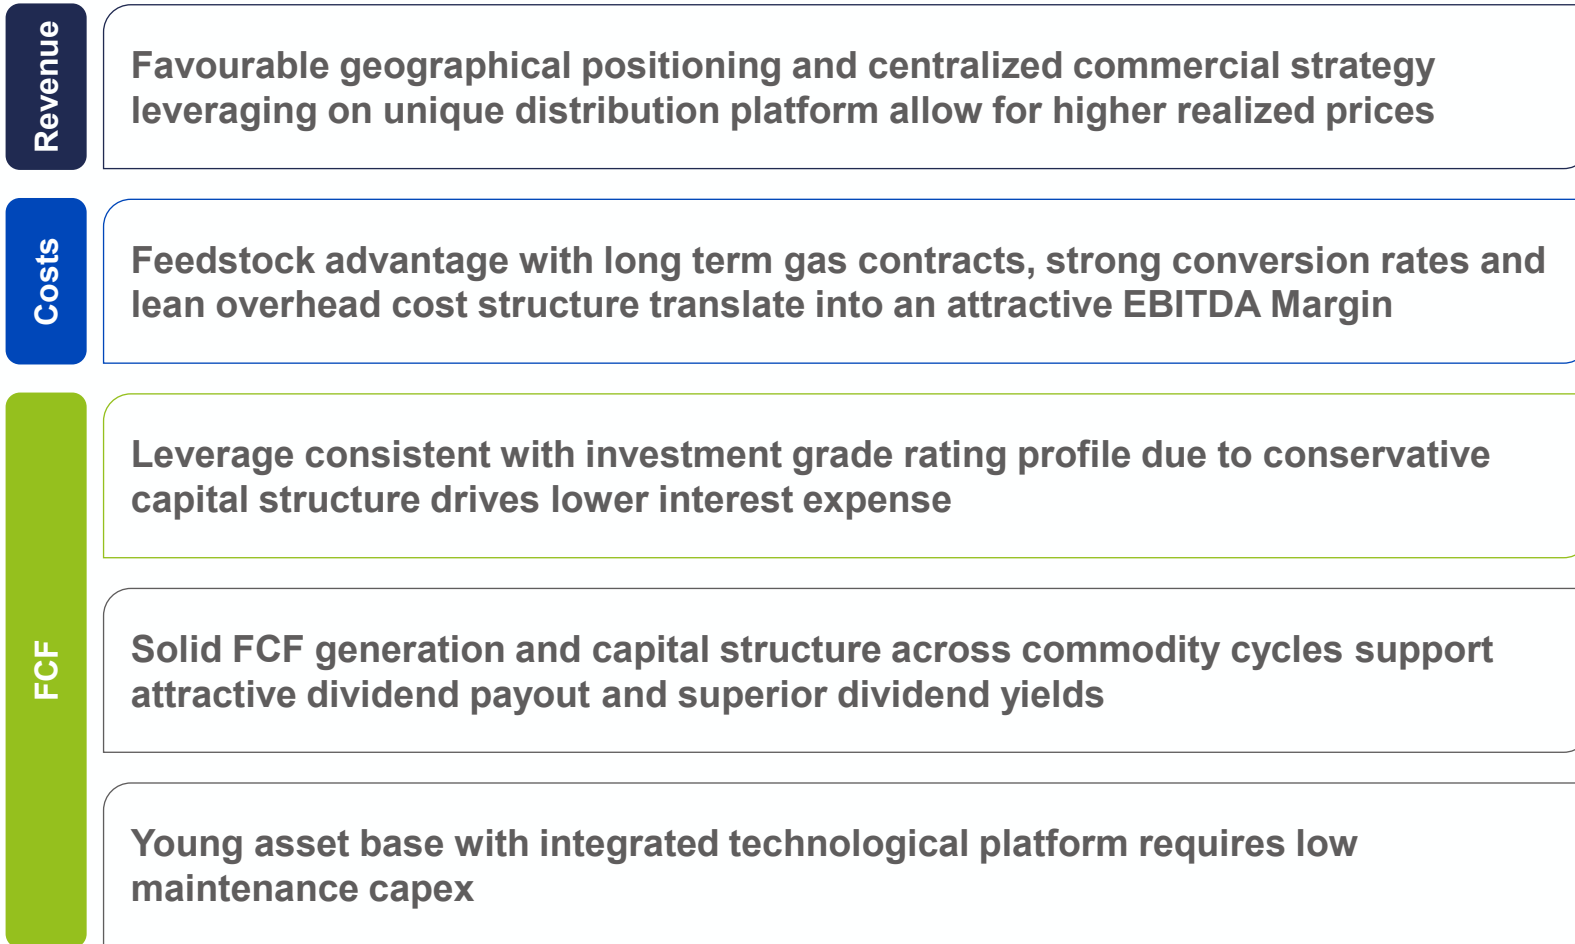 Revenue
Favourable geographical positioning and centralized commercial strategy
leveraging on unique distribution platform allow for higher realized prices
Costs
Feedstock advantage with long term gas contracts, strong conversion rates and
lean overhead cost structure translate into an attractive EBITDA Margin
FCF
Leverage consistent with investment grade rating profile due to conservative
capital structure drives lower interest expense
Solid FCF generation and capital structure across commodity cycles support
attractive dividend payout and superior dividend yields
Young asset base with integrated technological platform requires low
maintenance capex